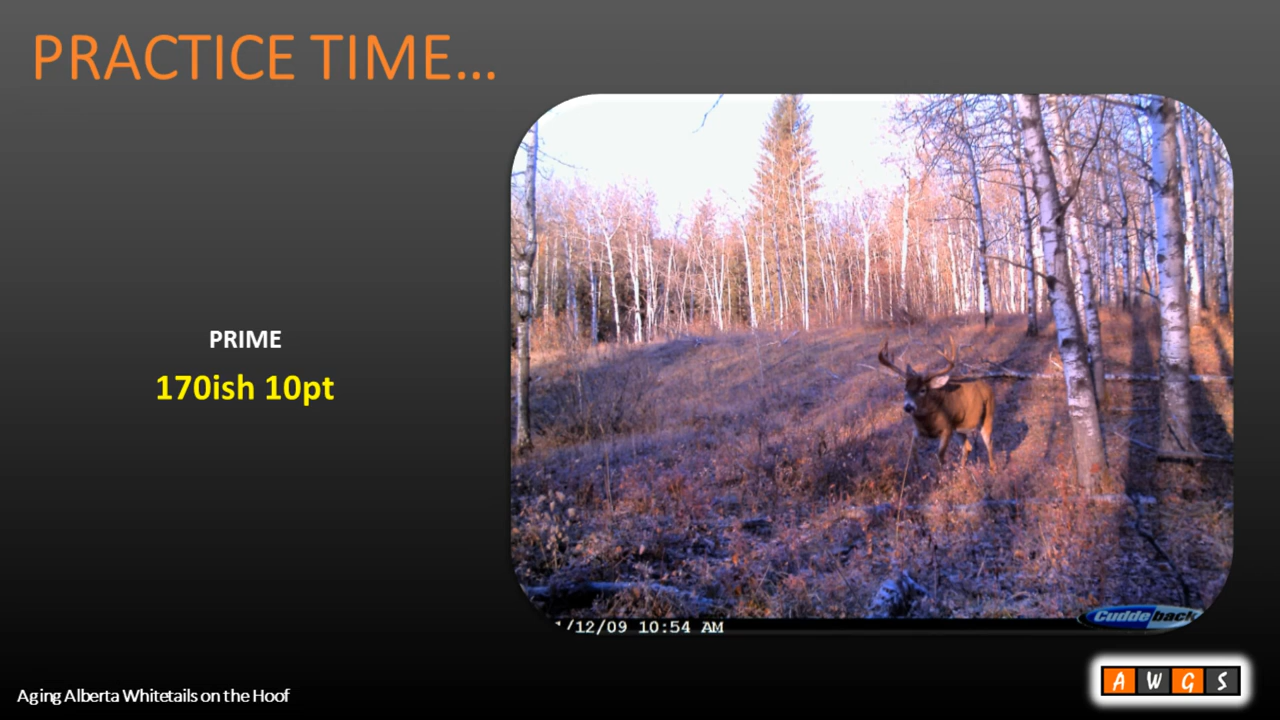 PRACTICE TIME...
PRIME
170ish 10pt
/12/09 10:54 AM
Cuddeback
Aging Alberta Whitetails on the Hoof
A W G S